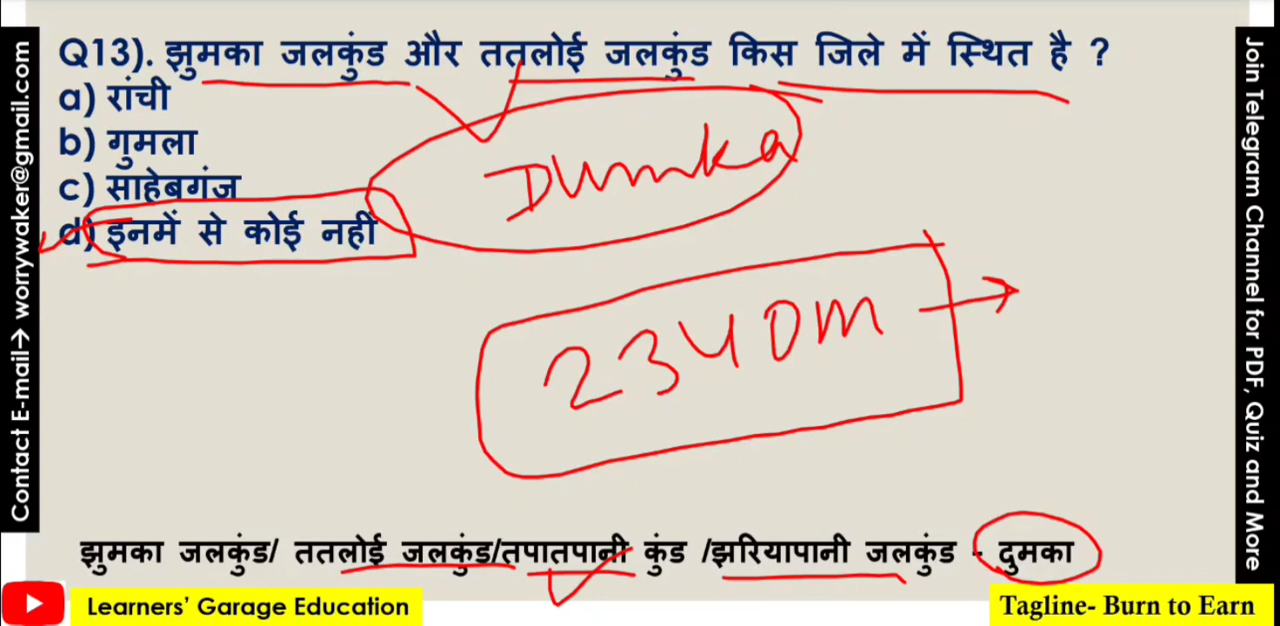 Q13). झुमका जलकुंड और ततलोई जलकुंड किस जिले में स्थित है ?
a) रांची
b) गुमला
c) साहेबगंज
d) इनमें से कोई नहीं
Dumka
2340m
झुमका जलकुंड/ ततलोई जलकुंड/तपातपानी कुंड /झरियापानी जलकुंड - दुमका
Learners’ Garage Education
Tagline- Burn to Earn
Contact E-mail→ worrywaker@gmail.com
Join Telegram Channel for PDF, Quiz and More